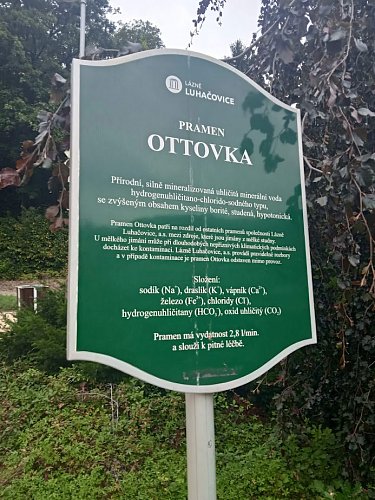 LÁZNĚ
LUHAČOVICE
PRAMEN
OTTOVKA
Přírodní, silně mineralizovaná uhličitá minerální voda
hydrogenuhličitano-chlorido-sodného typu,
se zvýšeným obsahem kyseliny borité, studená, hypotonická.
Pramen Ottovka patří na rozdíl od ostatních pramenů společnosti Lázně
Luhačovice, a.s. mezi zdroje, které jsou jímány z mělké studny.
U mělkého jímání může při dlouhodobých nepříznivých klimatických podmínkách
docházet ke kontaminaci. Lázně Luhačovice, a.s. provádí pravidelné rozbory
a v případě kontaminace je pramen Ottovka odstaven mimo provoz.
Složení:
sodík (Na⁺), draslík (K⁺), vápník (Ca²⁺),
železo (Fe²⁺), chloridy (Cl⁻),
hydrogenuhličitany (HCO₃⁻), oxid uhličitý (CO₂)
Pramen má vydatnost 2,8 l/min.
a slouží k pitné léčbě.